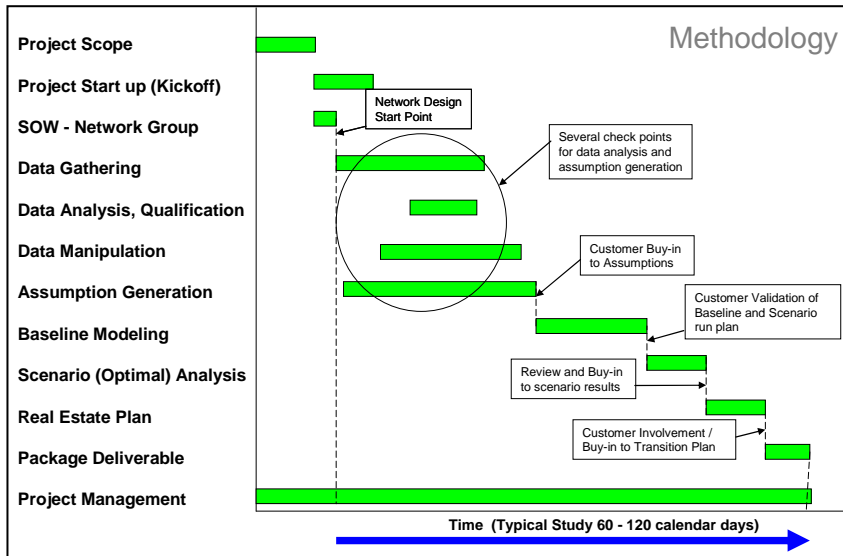 Methodology
Project Scope
Project Start up (Kickoff)
Network Design
Start Point
SOW - Network Group
Several check points
for data analysis and
assumption generation
Data Gathering
Data Analysis, Qualification
Data Manipulation
Customer Buy-in
to Assumptions
Assumption Generation
Customer Validation of
Baseline and Scenario
run plan
Baseline Modeling
Scenario (Optimal) Analysis
Review and Buy-in
to scenario results
Real Estate Plan
Customer Involvement /
Buy-in to Transition Plan
Package Deliverable
Project Management
Time (Typical Study 60 - 120 calendar days)